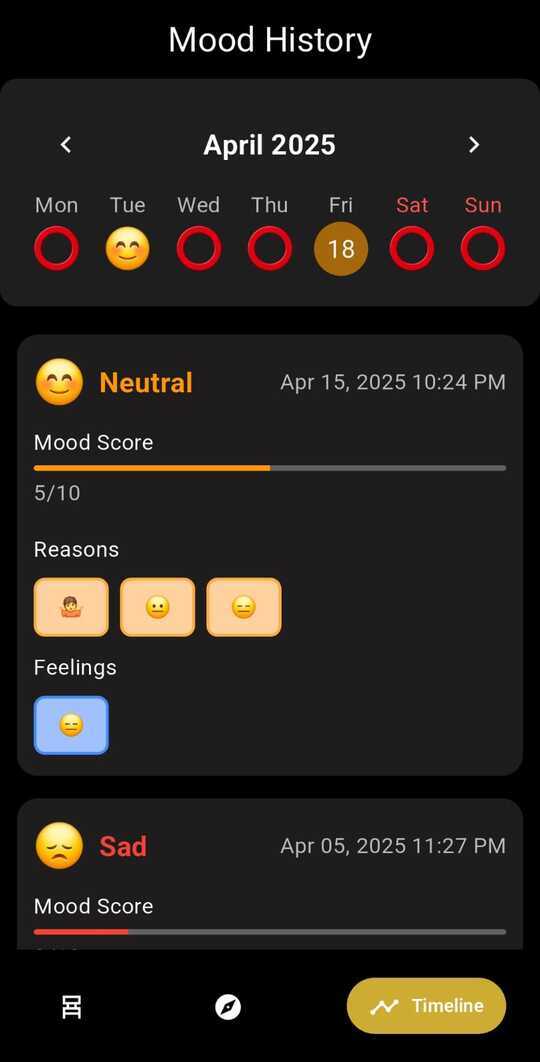 Mood History
April 2025
Mon Tue Wed Thu Fri Sat Sun
18
Neutral Apr 15, 2025 10:24 PM
Mood Score
5/10
Reasons
Feelings
Sad Apr 05, 2025 11:27 PM
Mood Score
Timeline